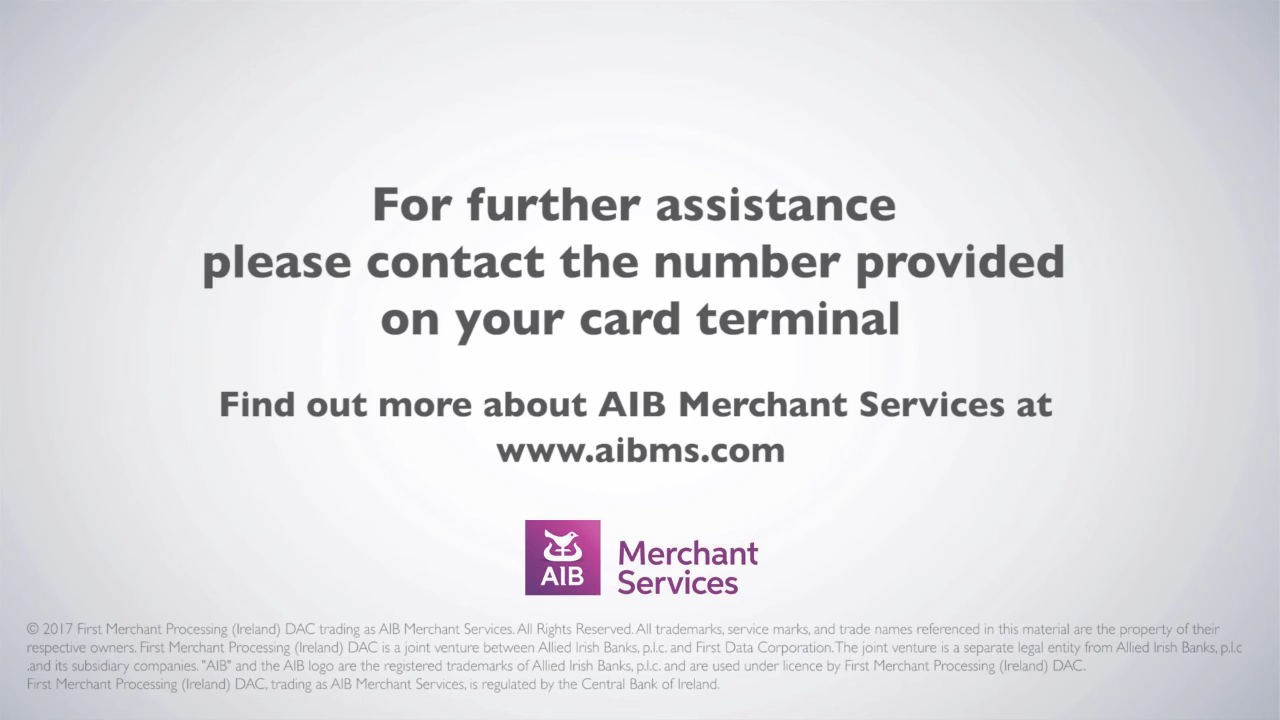 For further assistance
please contact the number provided
on your card terminal
Find out more about AIB Merchant Services at
www.aibms.com
AIB
Merchant
Services
© 2017 First Merchant Processing (Ireland) DAC trading as AIB Merchant Services. All Rights Reserved. All trademarks, service marks, and trade names referenced in this material are the property of their
respective owners. First Merchant Processing (Ireland) DAC is a joint venture between Allied Irish Banks, p.l.c. and First Data Corporation. The joint venture is a separate legal entity from Allied Irish Banks, p.l.c
.and its subsidiary companies. "AIB" and the AIB logo are the registered trademarks of Allied Irish Banks, p.l.c. and are used under licence by First Merchant Processing (Ireland) DAC.
First Merchant Processing (Ireland) DAC, trading as AIB Merchant Services, is regulated by the Central Bank of Ireland.